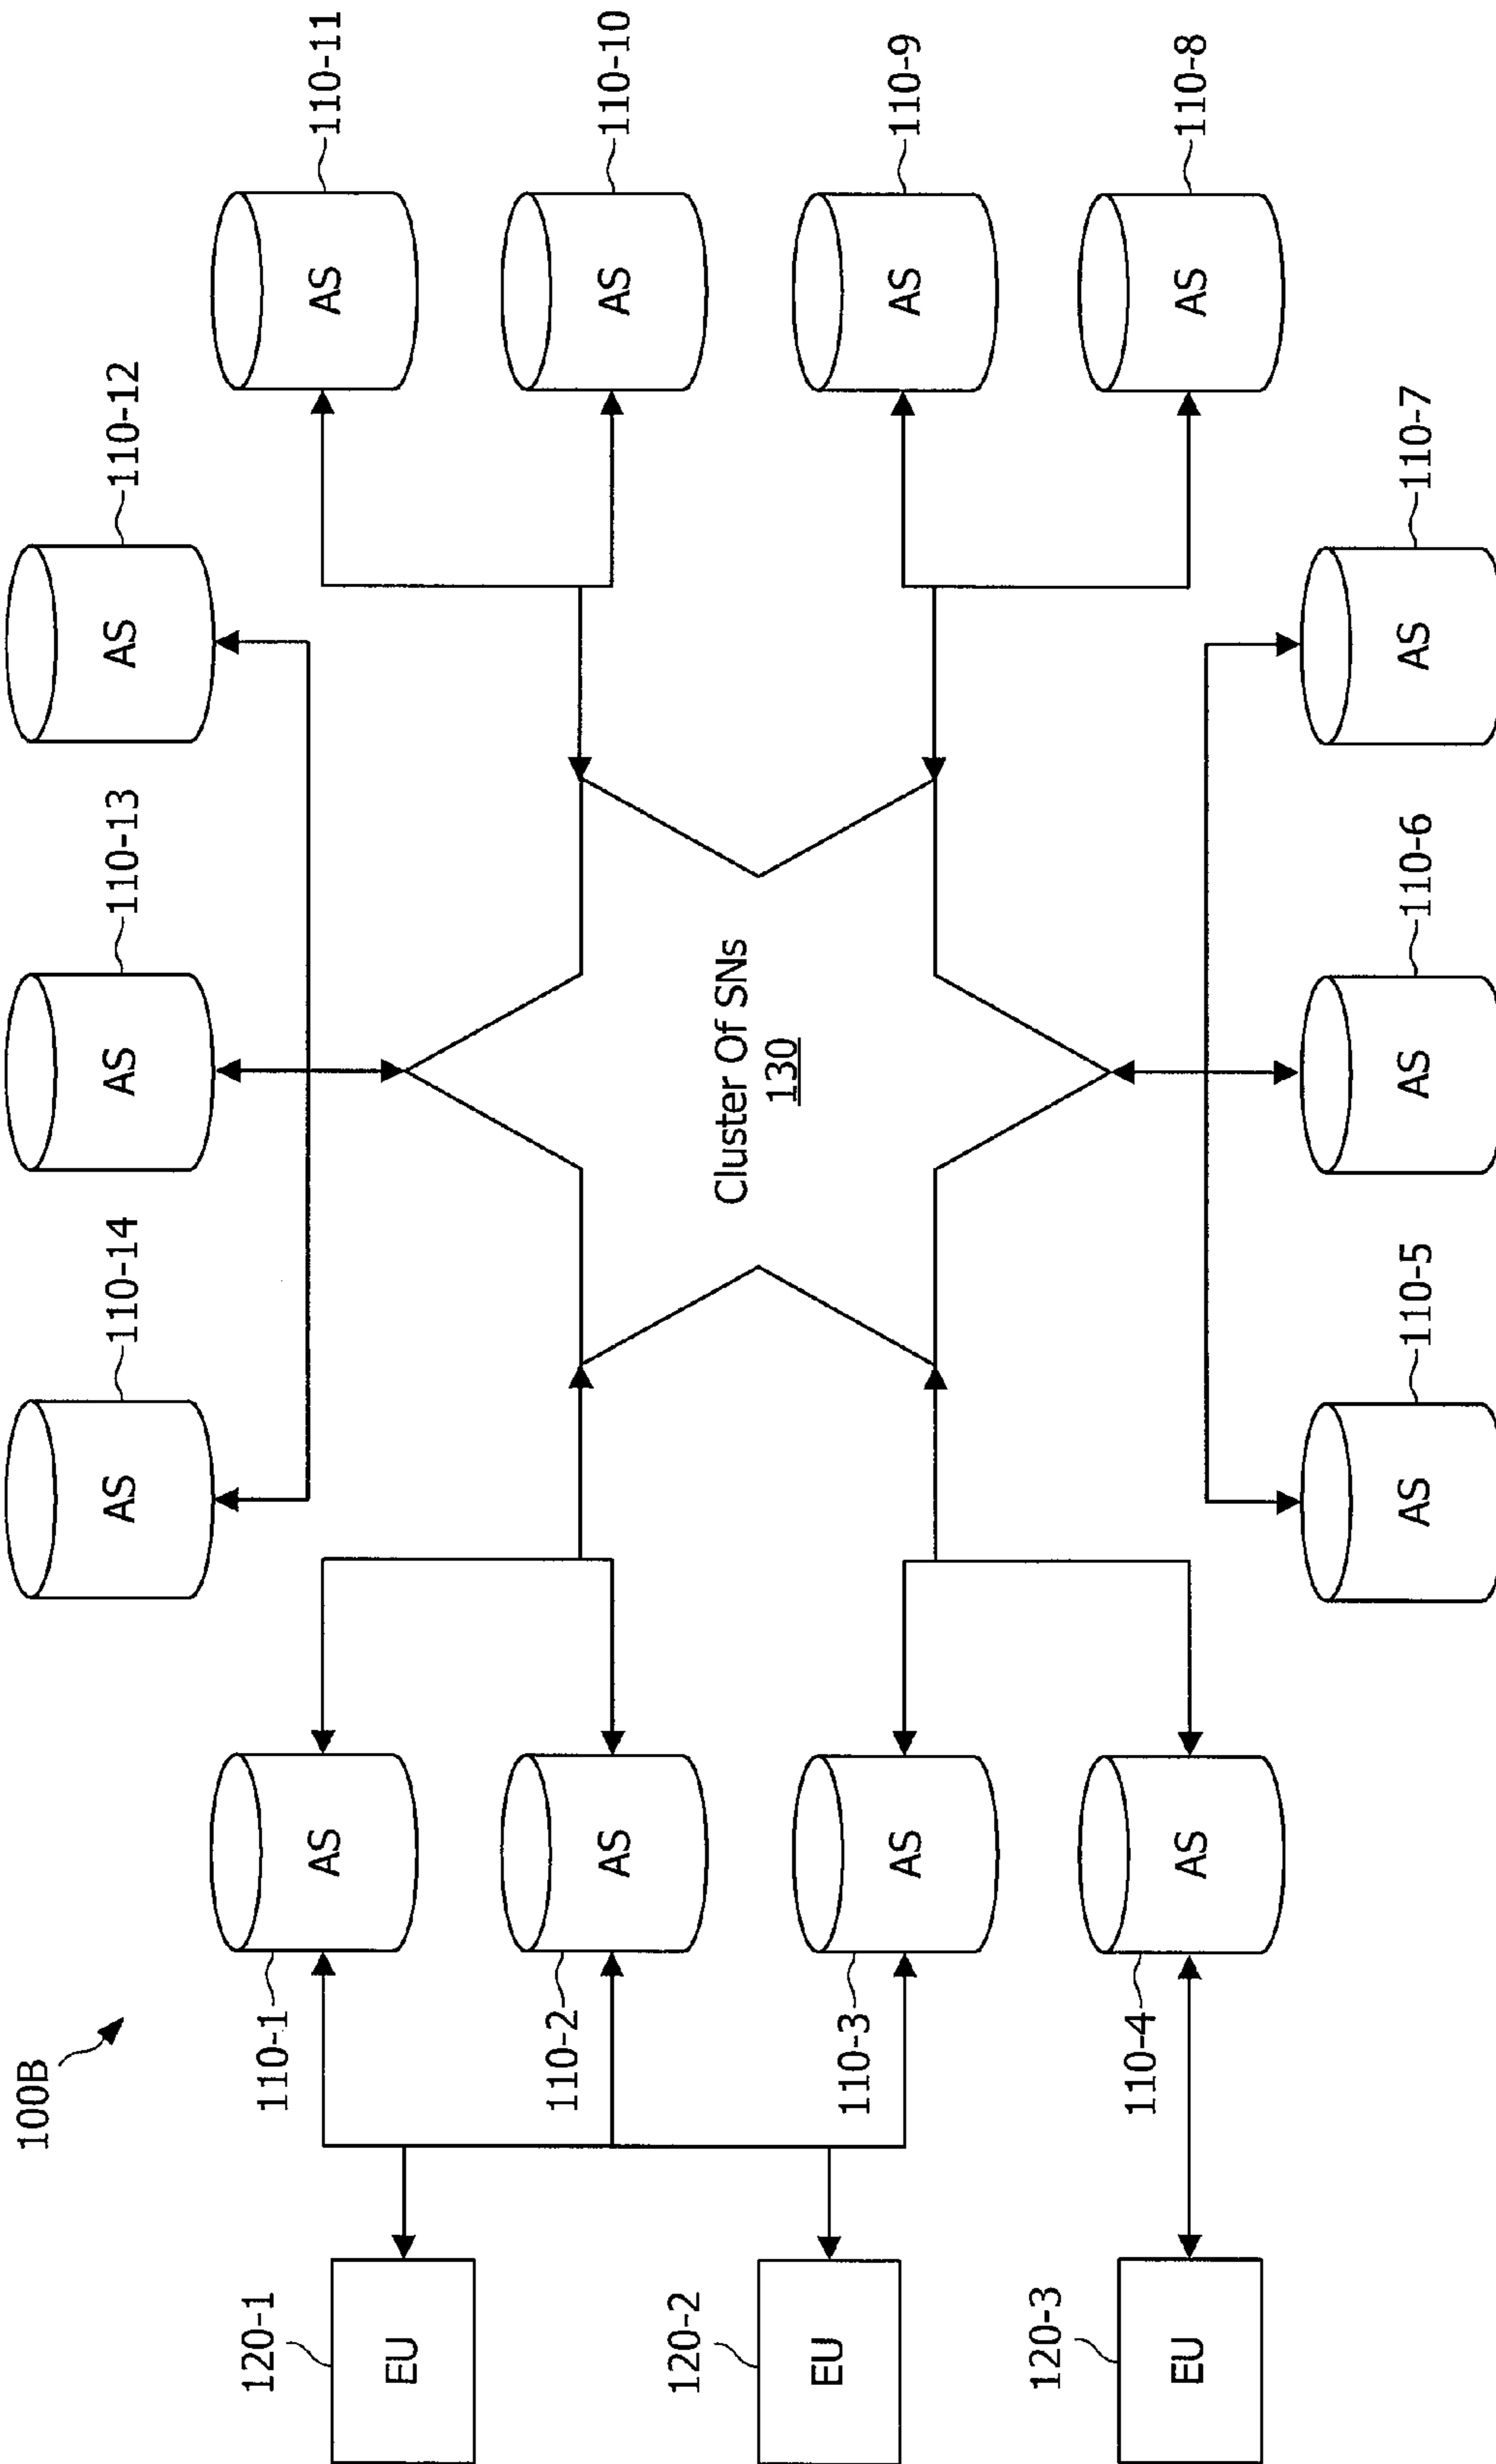 100B
110-14
AS
110-13
AS
110-12
AS
120-1
EU
110-1
AS
AS
110-11
110-2
AS
AS
110-10
Cluster Of SNs
130
120-2
EU
110-3
AS
AS
110-9
120-3
EU
110-4
AS
AS
110-8
110-5
AS
110-6
AS
110-7
AS